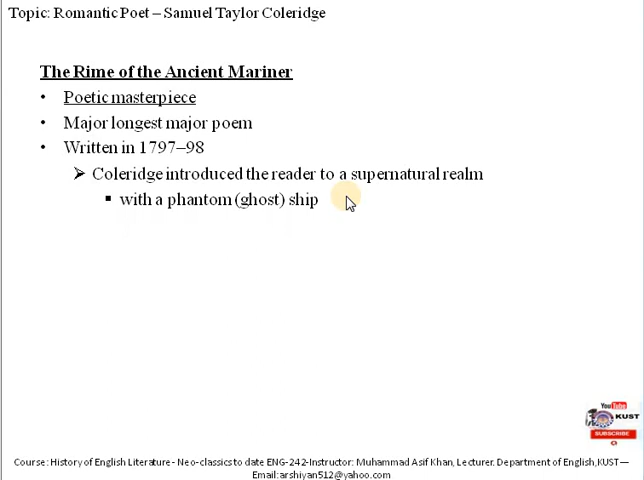 Topic: Romantic Poet – Samuel Taylor Coleridge
The Rime of the Ancient Mariner
• Poetic masterpiece
• Major longest major poem
• Written in 1797–98
➢ Coleridge introduced the reader to a supernatural realm
▪ with a phantom (ghost) ship
YouTube
KUST
SUBSCRIBE
Course: History of English Literature - Neo-classics to date ENG-242-Instructor: Muhammad Asif Khan, Lecturer. Department of English,KUST—
Email:arshiyan512@yahoo.com